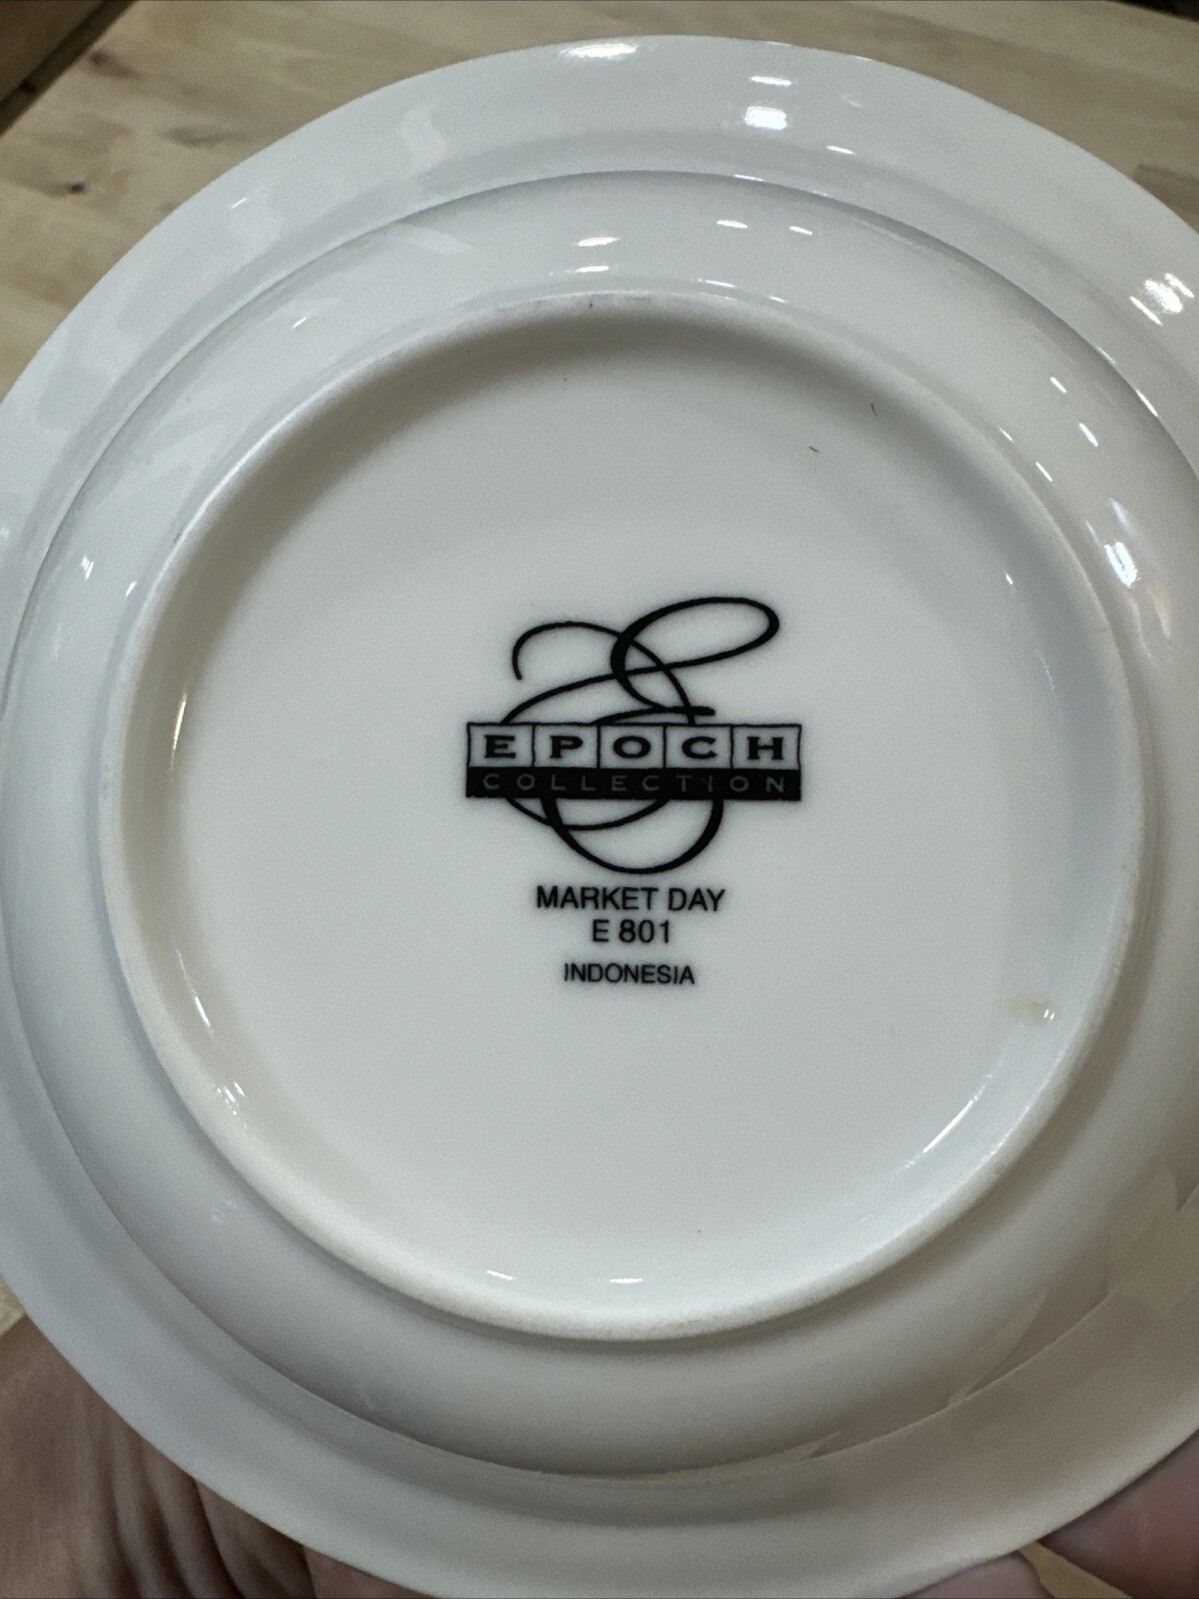 EPOCH
COLLECTION
MARKET DAY
E 801
INDONESIA